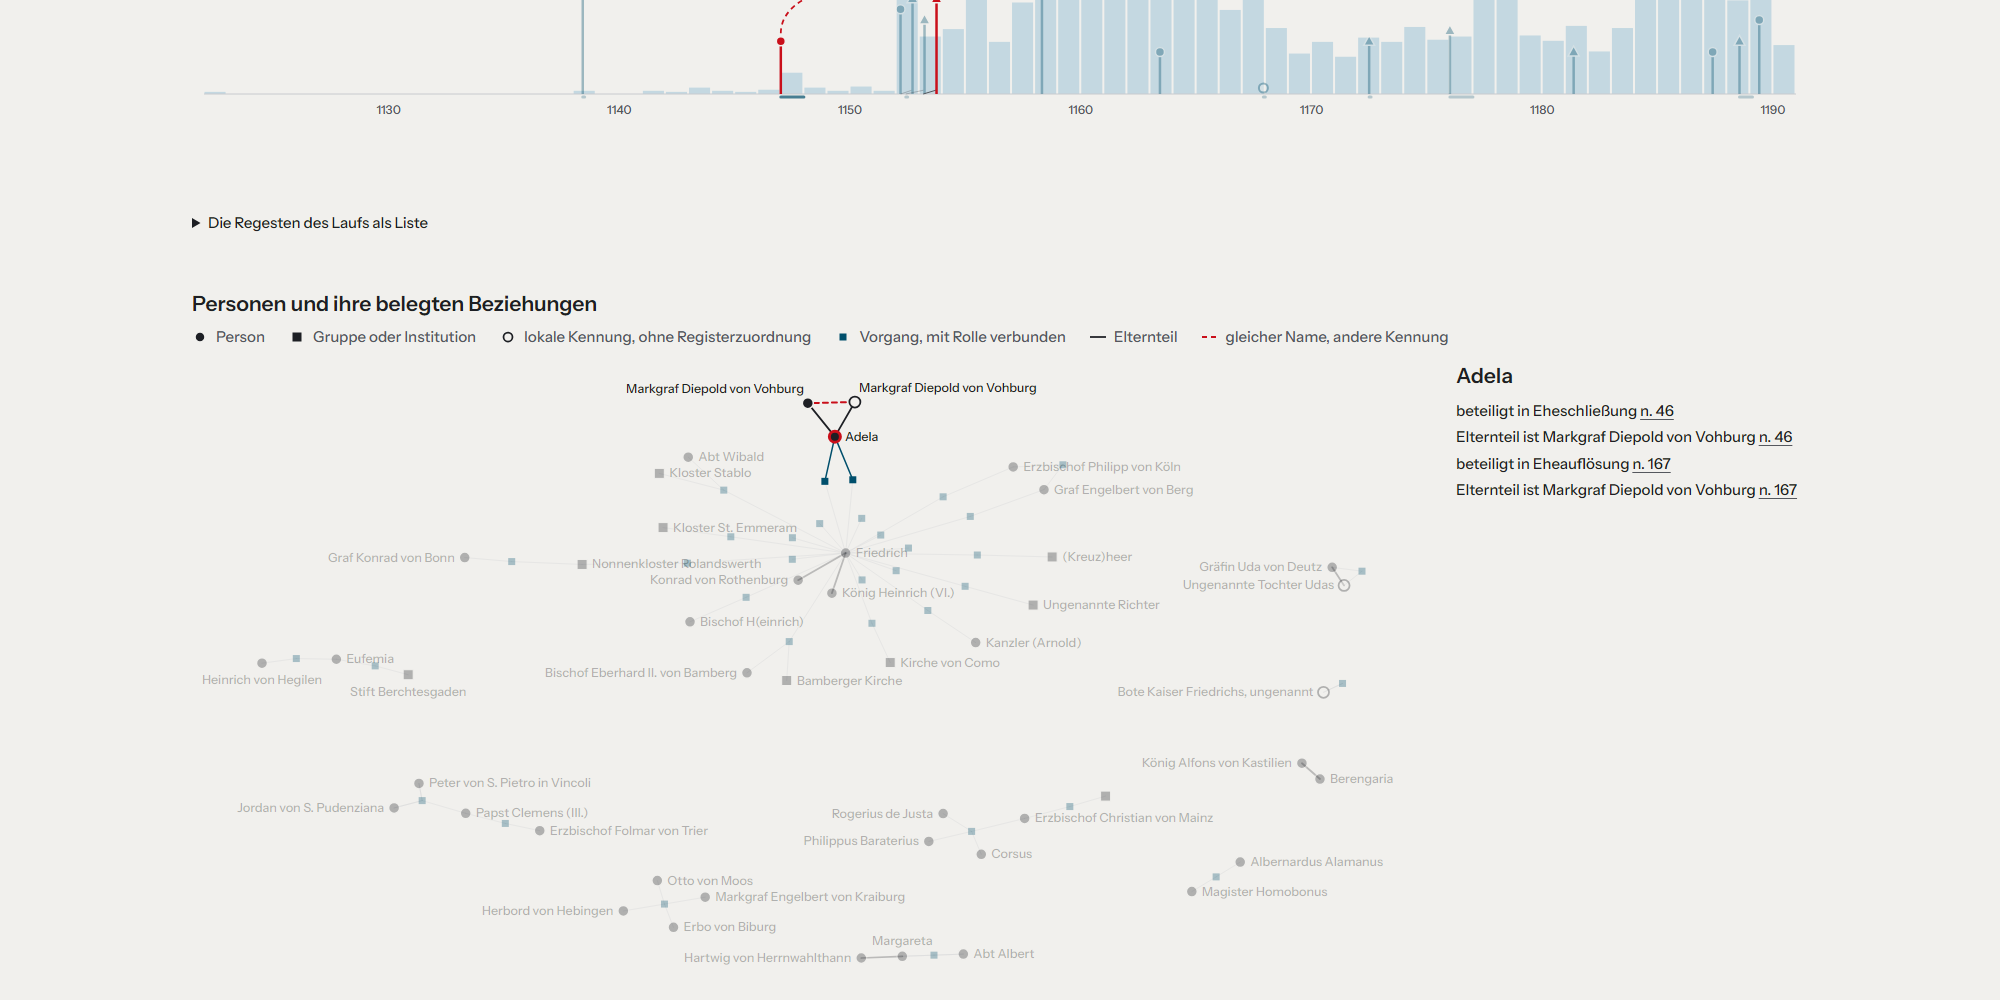 1130 1140 1150 1160 1170 1180 1190
Die Regesten des Laufs als Liste
Personen und ihre belegten Beziehungen
Person Gruppe oder Institution lokale Kennung, ohne Registerzuordnung Vorgang, mit Rolle verbunden Elternteil gleicher Name, andere Kennung
Adela
beteiligt in Eheschließung n. 46
Elternteil ist Markgraf Diepold von Vohburg n. 46
beteiligt in Eheauflösung n. 167
Elternteil ist Markgraf Diepold von Vohburg n. 167
Markgraf Diepold von Vohburg
Markgraf Diepold von Vohburg
Adela
Abt Wibald
Kloster Stablo
Erzbischof Philipp von Köln
Graf Engelbert von Berg
Kloster St. Emmeram
Friedrich
Graf Konrad von Bonn
Nonnenkloster Rolandswerth
(Kreuz)heer
Konrad von Rothenburg
König Heinrich (VI.)
Gräfin Uda von Deutz
Ungenannte Tochter Udas
Ungenannte Richter
Bischof H(einrich)
Kanzler (Arnold)
Eufemia
Heinrich von Hegilen
Stift Berchtesgaden
Bischof Eberhard II. von Bamberg
Kirche von Como
Bamberger Kirche
Bote Kaiser Friedrichs, ungenannt
König Alfons von Kastilien
Berengaria
Peter von S. Pietro in Vincoli
Jordan von S. Pudenziana
Papst Clemens (III.)
Erzbischof Folmar von Trier
Rogerius de Justa
Erzbischof Christian von Mainz
Philippus Baraterius
Corsus
Albernardus Alamanus
Magister Homobonus
Otto von Moos
Markgraf Engelbert von Kraiburg
Herbord von Hebingen
Erbo von Biburg
Margareta
Hartwig von Herrnwahlthann
Abt Albert